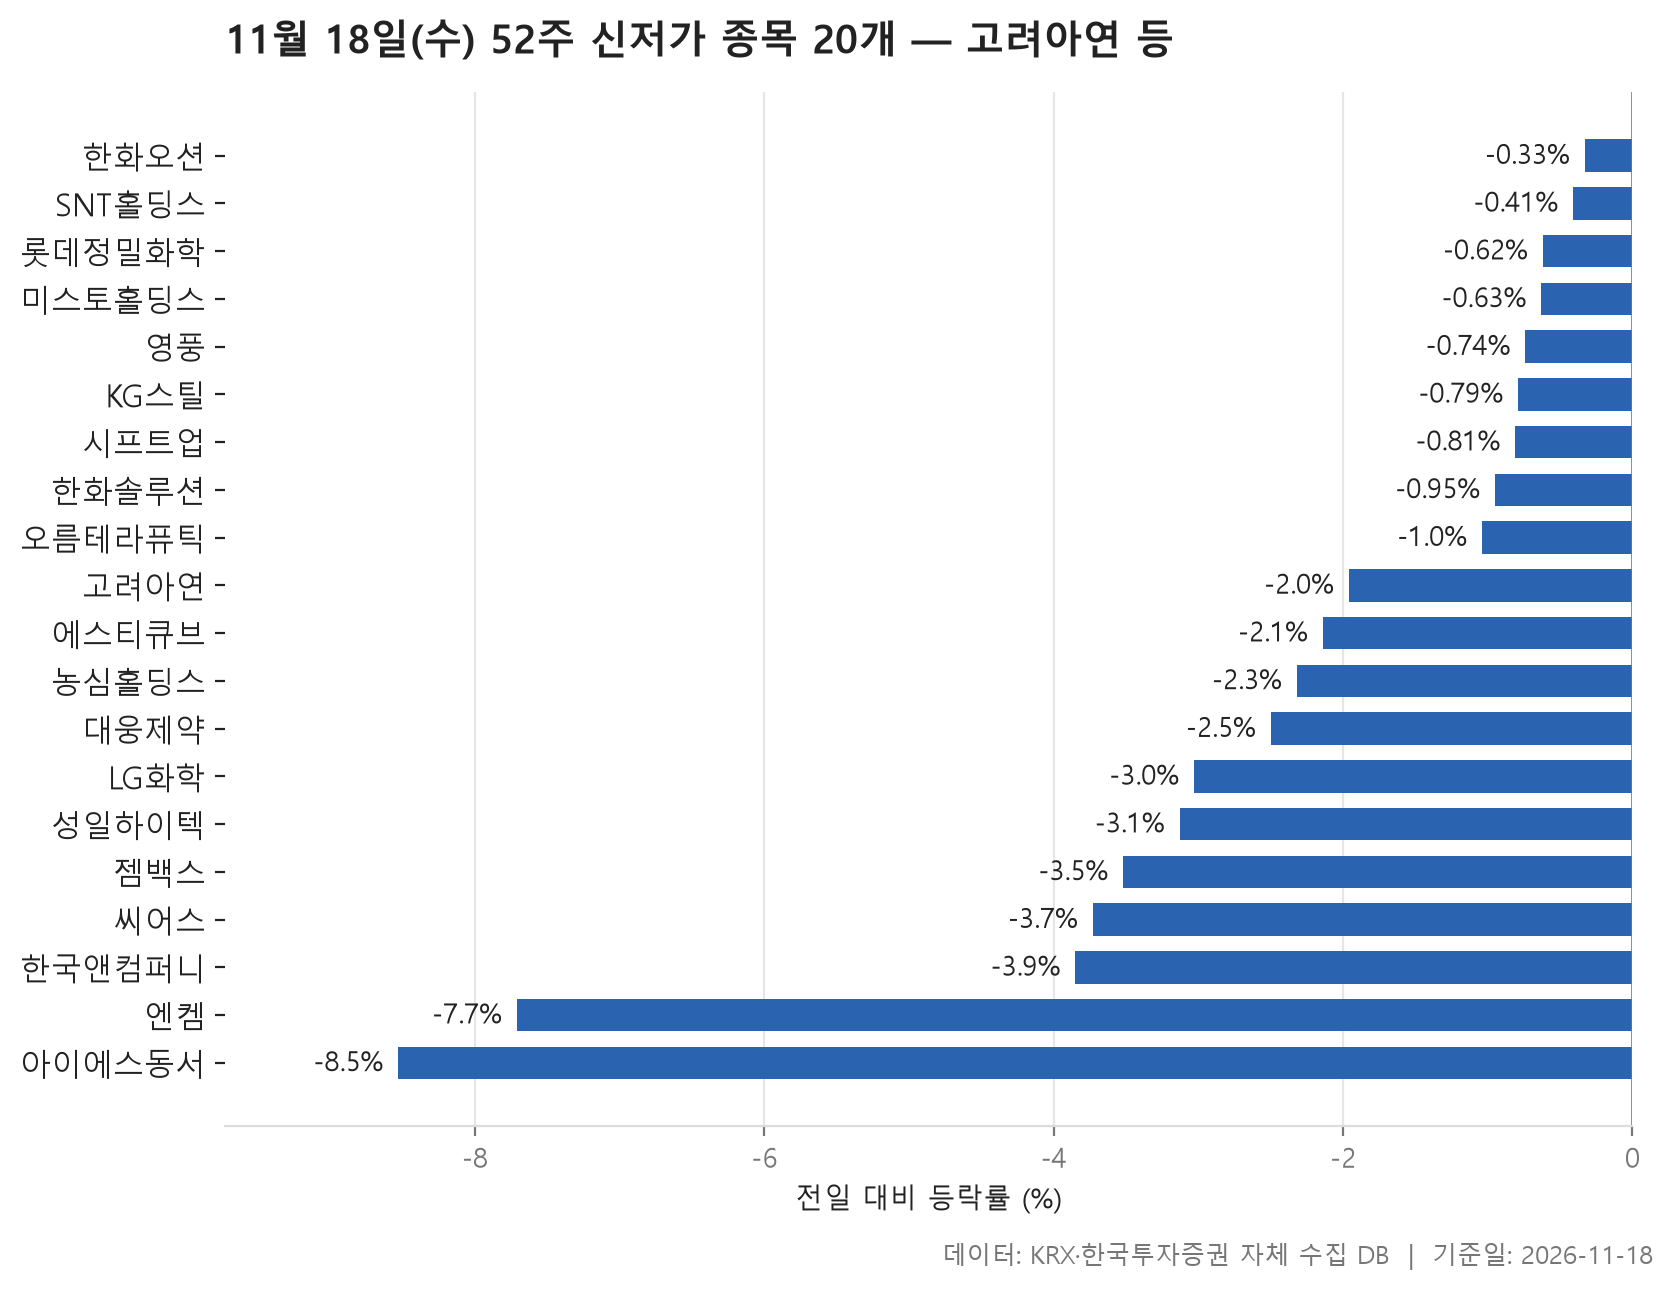 11월 18일(수) 52주 신저가 종목 20개 — 고려아연 등
한화오션 -0.33%
SNT홀딩스 -0.41%
롯데정밀화학 -0.62%
미스토홀딩스 -0.63%
영풍 -0.74%
KG스틸 -0.79%
시프트업 -0.81%
한화솔루션 -0.95%
오름테라퓨틱 -1.0%
고려아연 -2.0%
에스티큐브 -2.1%
농심홀딩스 -2.3%
대웅제약 -2.5%
LG화학 -3.0%
성일하이텍 -3.1%
젬백스 -3.5%
씨어스 -3.7%
한국앤컴퍼니 -3.9%
엔켐 -7.7%
아이에스동서 -8.5%
-8 -6 -4 -2 0
전일 대비 등락률 (%)
데이터: KRX·한국투자증권 자체 수집 DB | 기준일: 2026-11-18